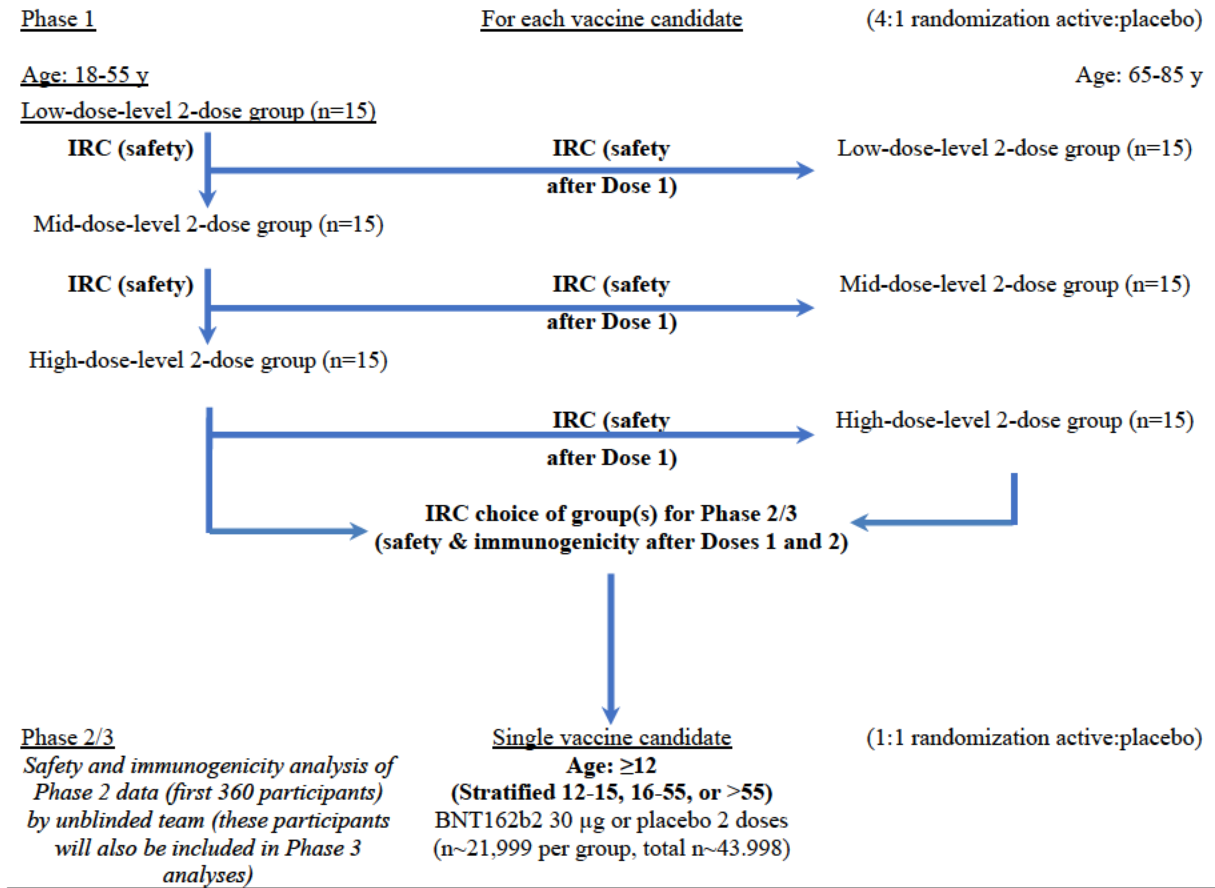 Phase 1 For each vaccine candidate (4:1 randomization active:placebo)
Age: 18-55 y Age: 65-85 y
Low-dose-level 2-dose group (n=15)
IRC (safety) IRC (safety Low-dose-level 2-dose group (n=15)
after Dose 1)
Mid-dose-level 2-dose group (n=15)
IRC (safety) IRC (safety Mid-dose-level 2-dose group (n=15)
after Dose 1)
High-dose-level 2-dose group (n=15)
IRC (safety High-dose-level 2-dose group (n=15)
after Dose 1)
IRC choice of group(s) for Phase 2/3
(safety & immunogenicity after Doses 1 and 2)
Phase 2/3 Single vaccine candidate (1:1 randomization active:placebo)
Safety and immunogenicity analysis of
Phase 2 data (first 360 participants)
by unblinded team (these participants
will also be included in Phase 3
analyses)
Age: ≥12
(Stratified 12-15, 16-55, or >55)
BNT162b2 30 µg or placebo 2 doses
(n~21,999 per group, total n~43.998)